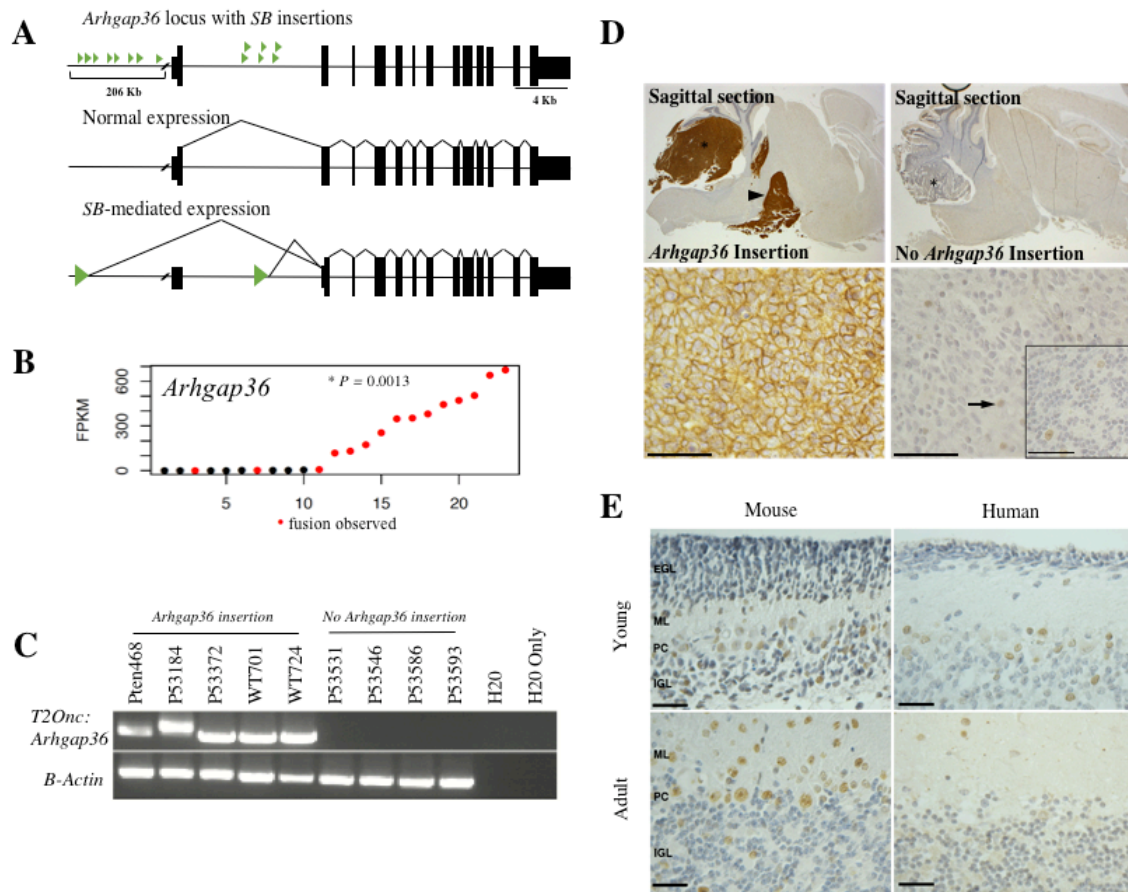 A
Arhgap36 locus with SB insertions
206 Kb
4 Kb
Normal expression
SB-mediated expression
B
Arhgap36
* P = 0.0013
FPKM
600
300
0
5
10
15
20
• fusion observed
C
Arhgap36 insertion
No Arhgap36 insertion
Pten468
P53184
P53372
WT701
WT724
P53531
P53546
P53586
P53593
H20
H20 Only
T2Onc:
Arhgap36
B-Actin
D
Sagittal section
*
Arhgap36 Insertion
Sagittal section
*
No Arhgap36 Insertion
E
Mouse
Human
Young
EGL
ML
PC
IGL
Adult
ML
PC
IGL